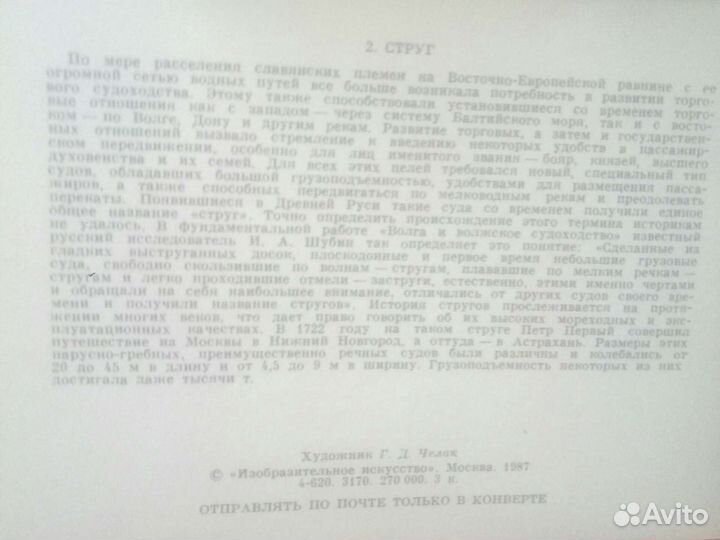 2. СТРУГ
По мере расселения славянских племен на Восточно-Европейской равнине с ее
огромной сетью водных путей все больше возникала потребность в развитии торго-
вого судоходства. Этому также способствовали установившиеся со временем торго-
вые отношения как с западом — через систему Балтийского моря, так и с восто-
ком — по Волге, Дону и другим рекам. Развитие торговых, а затем и государствен-
ных отношений вызвало стремление к введению некоторых удобств в пассажир-
ском передвижении, особенно для лиц именитого звания — бояр, князей, высшего
духовенства и их семей. Для всех этих целей требовался новый, специальный тип
судов, обладавших большой грузоподъемностью, удобствами для размещения пасса-
жиров, а также способных передвигаться по мелководным рекам и преодолевать
перекаты. Появившиеся в Древней Руси такие суда со временем получили единое
общее название «струг». Точно определить происхождение этого термина историкам
не удалось. В фундаментальной работе «Волга и волжское судоходство» известный
русский исследователь И. А. Шубин так определяет это понятие: «Сделанные из
гладких выструганных досок, плоскодонные и первое время небольшие грузовые
суда, свободно скользившие по волнам — стругам, плававшие по мелким речкам —
стругам и легко проходившие отмели — заструги, естественно, этими именно чертами
и обращали на себя наибольшее внимание, отличались от других судов своего вре-
мени и получили название стругов». История стругов прослеживается на протя-
жении многих веков, что дает право говорить об их высоких мореходных и экс-
плуатационных качествах. В 1722 году на таком струге Петр Первый совершил
путешествие из Москвы в Нижний Новгород, а оттуда — в Астрахань. Размеры этих
парусно-гребных, преимущественно речных судов были различны и колебались от
20 до 45 м в длину и от 4,5 до 9 м в ширину. Грузоподъемность некоторых из них
достигала даже тысячи т.
Художник Г. Д. Челак
© «Изобразительное искусство». Москва. 1987
4-620. 3170. 270 000. 3 к.
ОТПРАВЛЯТЬ ПО ПОЧТЕ ТОЛЬКО В КОНВЕРТЕ
Avito